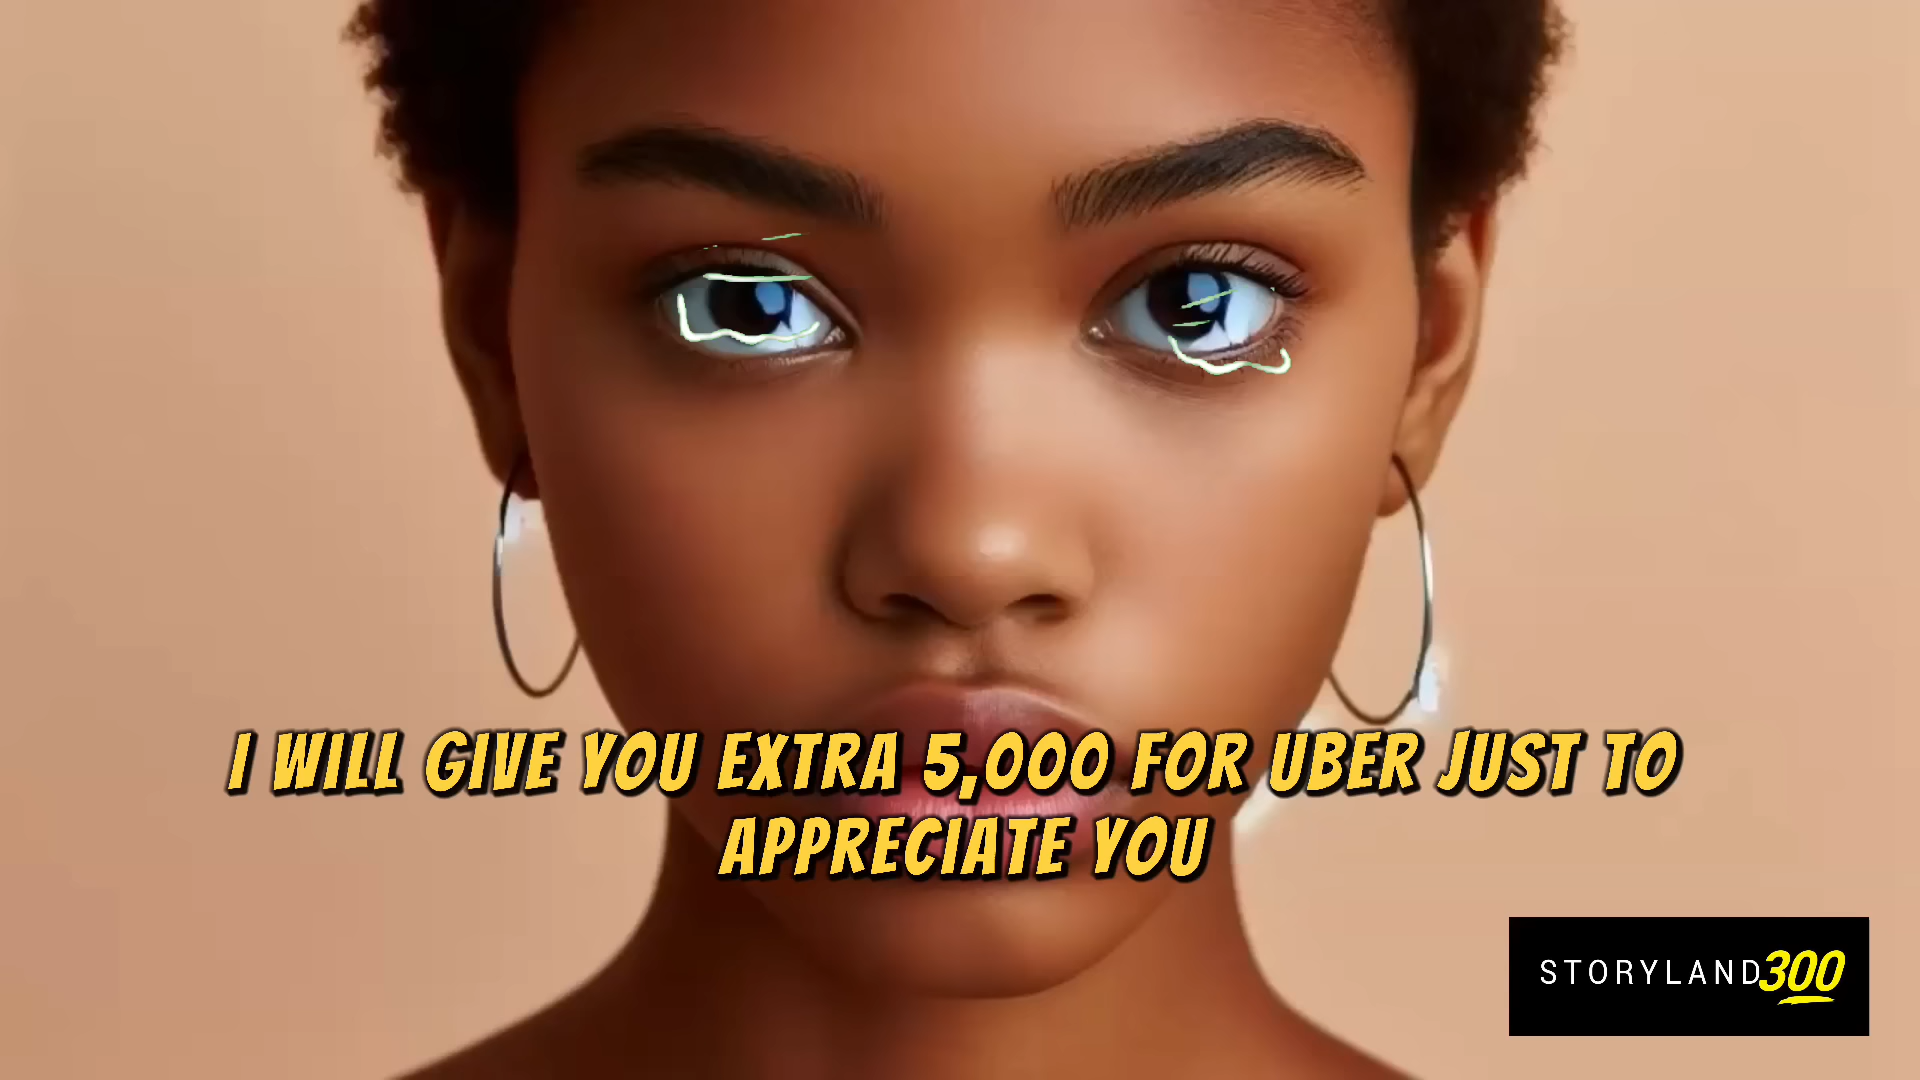 I WILL GIVE YOU EXTRA 5,000 FOR UBER JUST TO
APPRECIATE YOU
STORYLAND300